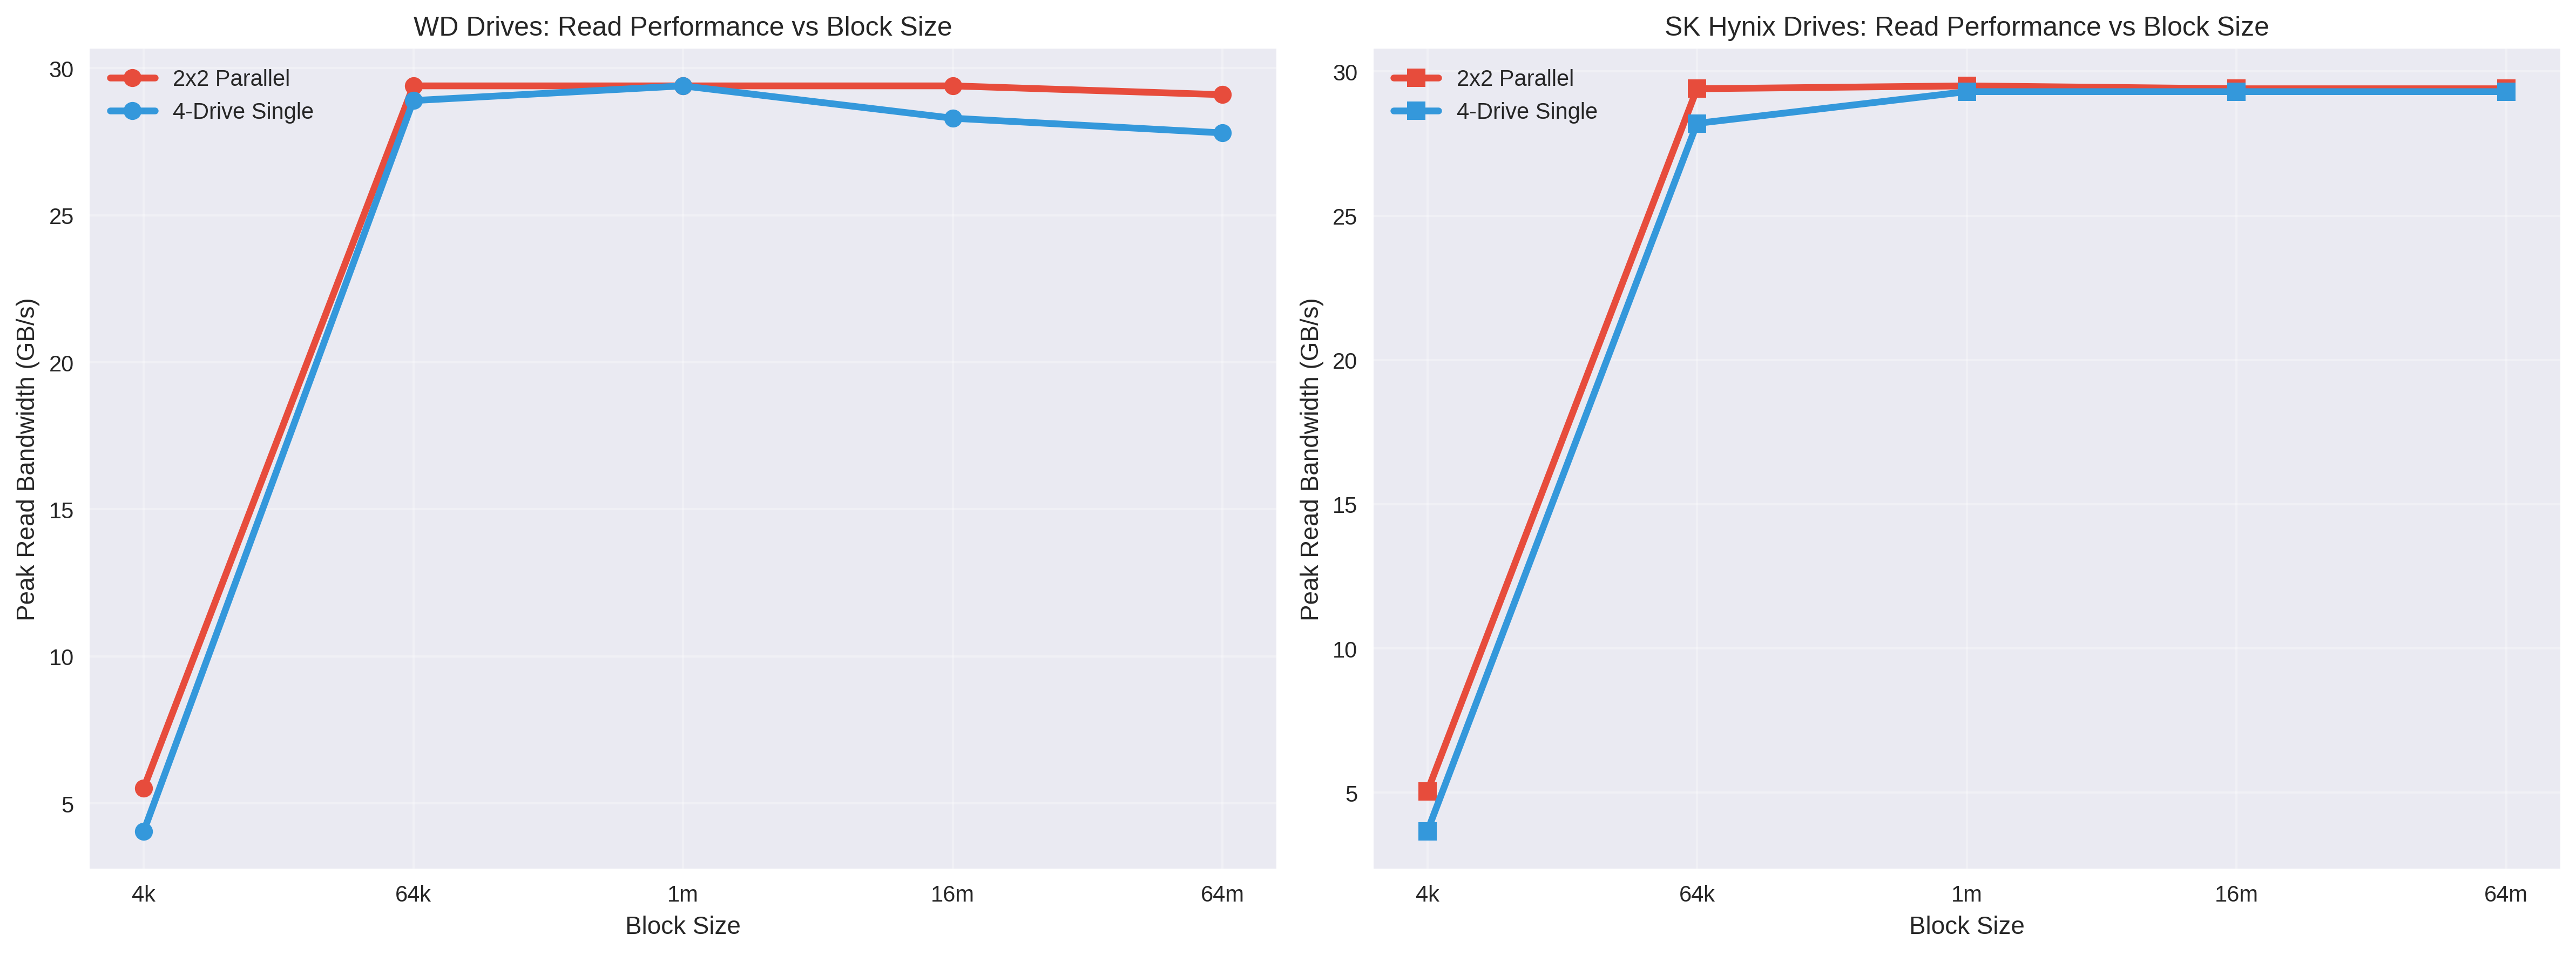 WD Drives: Read Performance vs Block Size
2x2 Parallel
4-Drive Single
Peak Read Bandwidth (GB/s)
30
25
20
15
10
5
4k 64k 1m 16m 64m
Block Size
SK Hynix Drives: Read Performance vs Block Size
2x2 Parallel
4-Drive Single
Peak Read Bandwidth (GB/s)
30
25
20
15
10
5
4k 64k 1m 16m 64m
Block Size